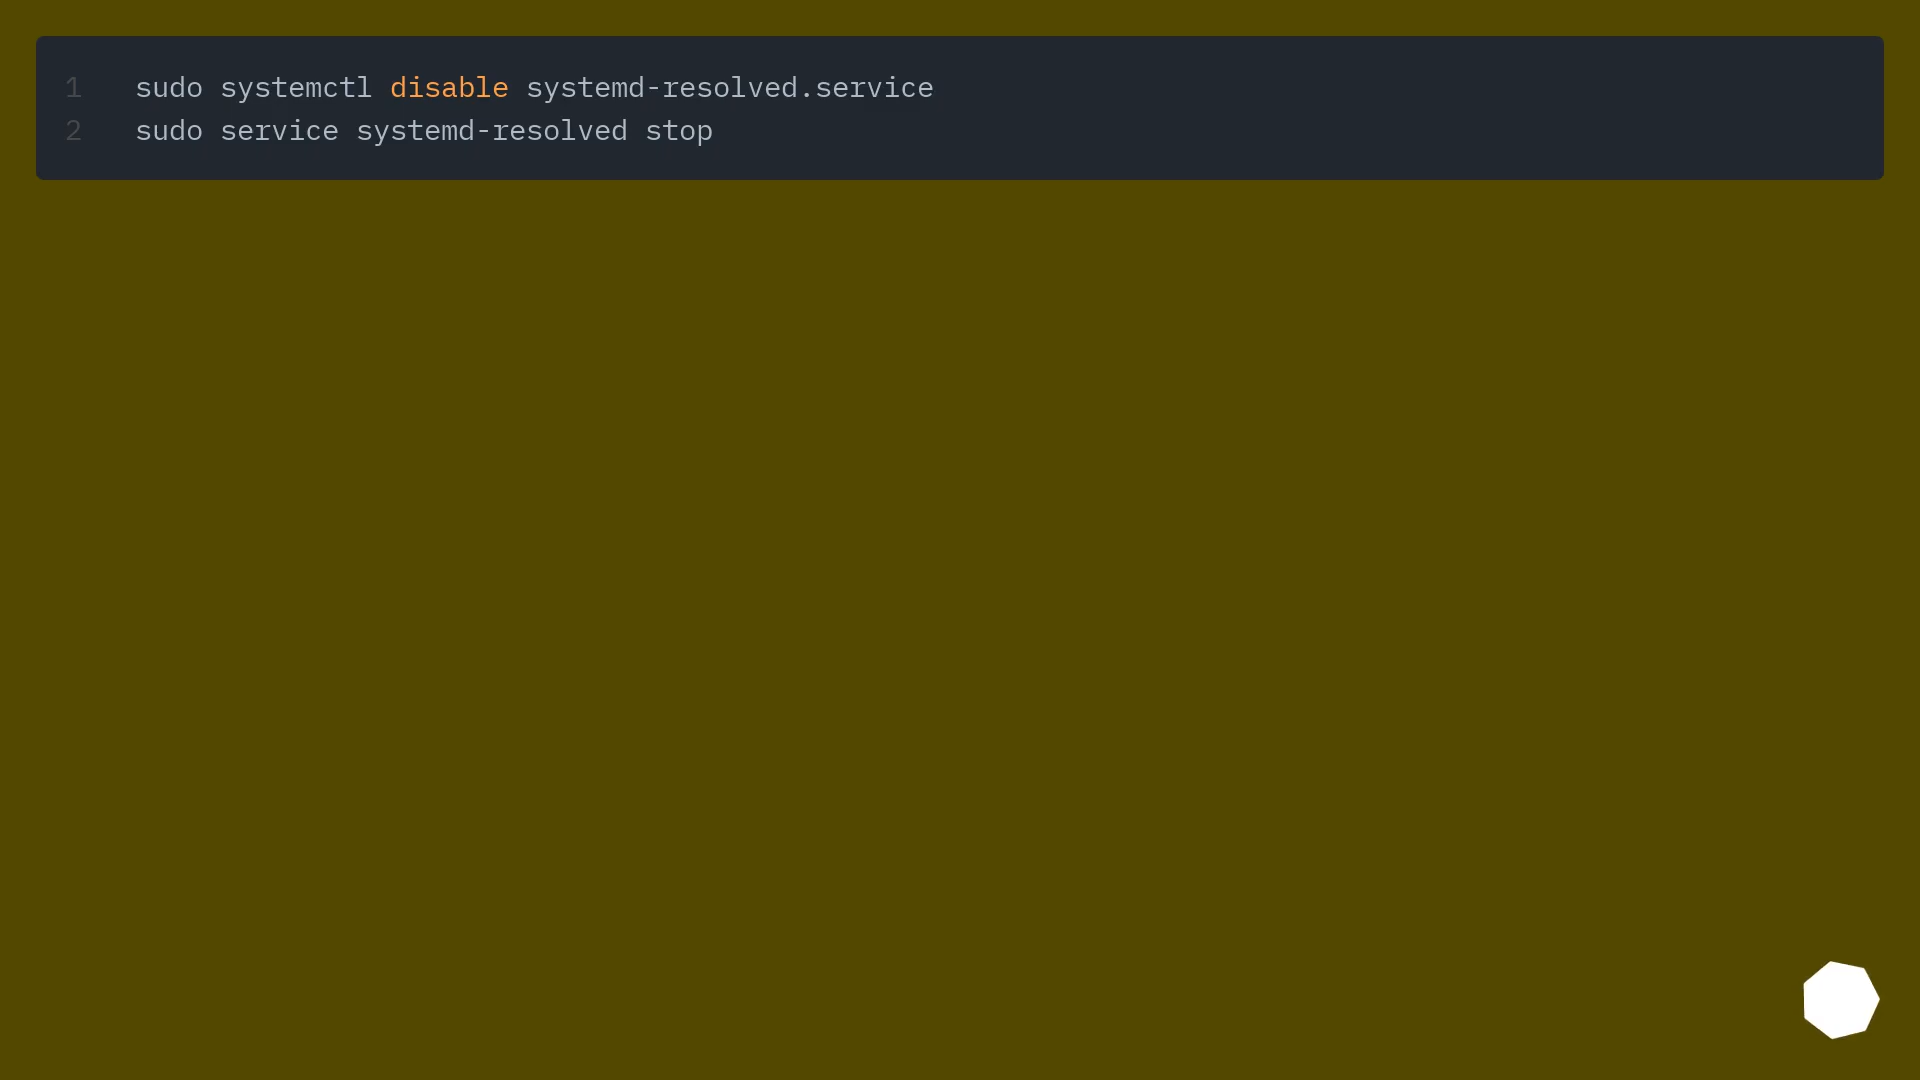 1 sudo systemctl disable systemd-resolved.service
2 sudo service systemd-resolved stop